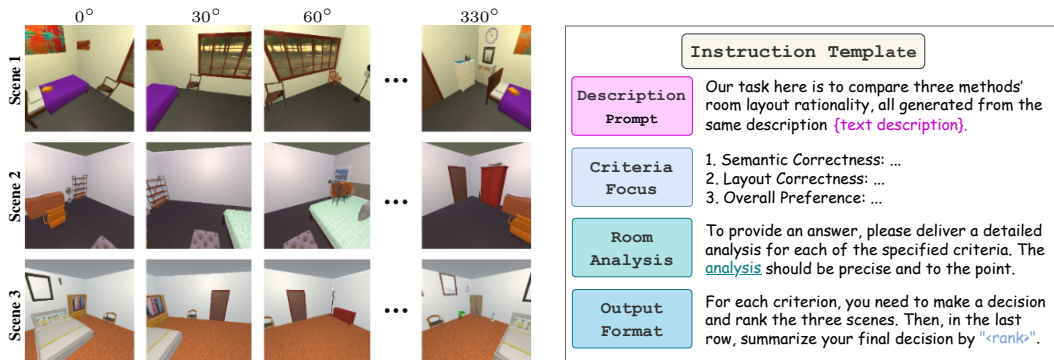 0° 30° 60° 330°
Scene 1
Scene 2
Scene 3
Instruction Template
Description
Prompt
Our task here is to compare three methods'
room layout rationality, all generated from the
same description {text description}.
Criteria
Focus
1. Semantic Correctness: ...
2. Layout Correctness: ...
3. Overall Preference: ...
Room
Analysis
To provide an answer, please deliver a detailed
analysis for each of the specified criteria. The
analysis should be precise and to the point.
Output
Format
For each criterion, you need to make a decision
and rank the three scenes. Then, in the last
row, summarize your final decision by "<rank>".